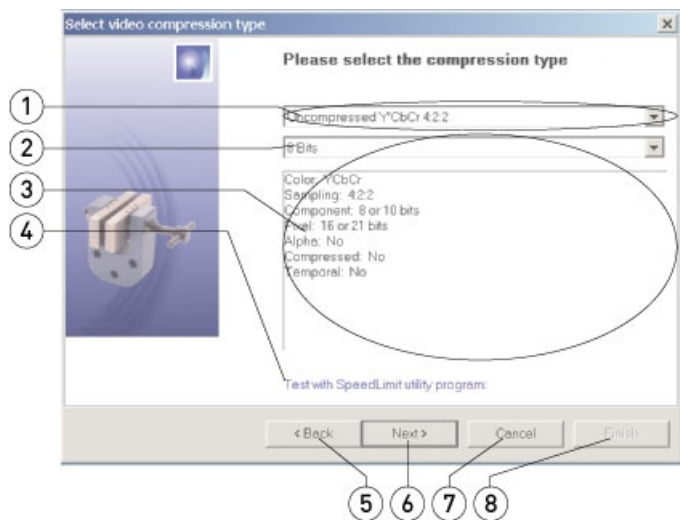 Select video compression type
Please select the compression type
1
Uncompressed Y'CbCr 4:2:2
2
8 Bits
3
Color: YCbCr
Sampling: 4:2:2
Component: 8 or 10 bits
4
Pixel: 16 or 21 bits
Alpha: No
Compressed: No
Temporal: No
Test with SpeedLimit utility program:
< Back Next > Cancel Finish
5 6 7 8